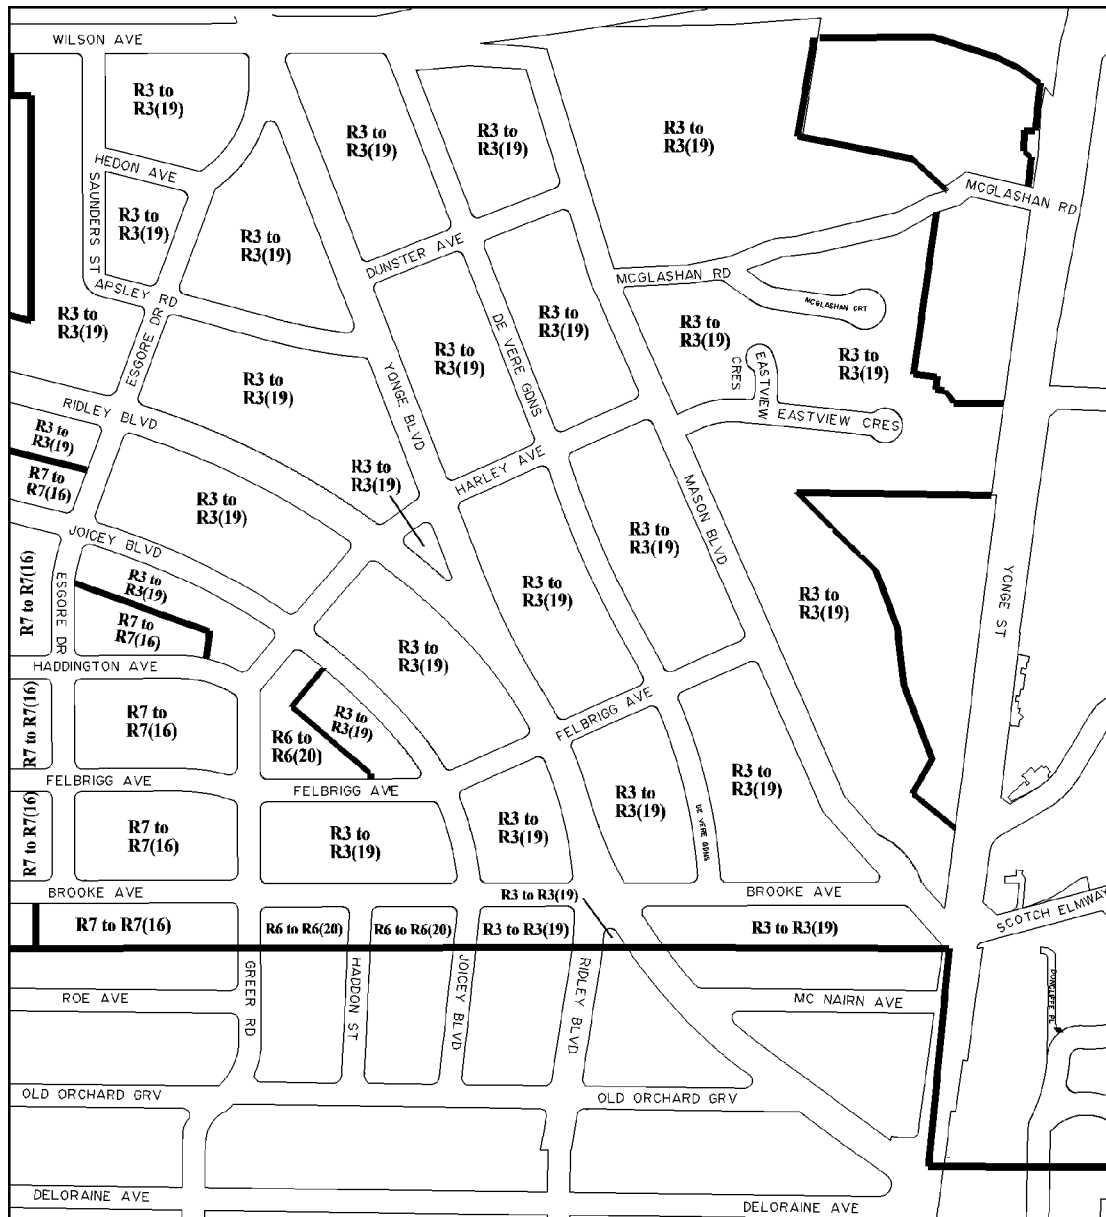 WILSON AVE
R3 to
R3(19)
R3 to
R3(19)
R3 to
R3(19)
R3 to
R3(19)
HEDON AVE
SAUNDERS ST
MCGLASHAN RD
R3 to
R3(19)
R3 to
R3(19)
DUNSTER AVE
APSLEY RD
MCGLASHAN RD
MCGLASHAN CRT
R3 to
R3(19)
ESGORE DR
DE VERE GDNS
R3 to
R3(19)
R3 to
R3(19)
R3 to
R3(19)
R3 to
R3(19)
R3 to
R3(19)
YONGE BLVD
EASTVIEW
CRES
EASTVIEW CRES
RIDLEY BLVD
R3 to
R3(19)
HARLEY AVE
R3 to
R3(19)
R7 to
R7(16)
R3 to
R3(19)
MASON BLVD
R3 to
R3(19)
JOICEY BLVD
R7 to R7(16)
ESGORE DR
R3 to
R3(19)
R3 to
R3(19)
R3 to
R3(19)
YONGE ST
R7 to
R7(16)
R3 to
R3(19)
HADDINGTON AVE
R7 to R7(16)
R7 to
R7(16)
R3 to
R3(19)
R6 to
R6(20)
FELBRIGG AVE
FELBRIGG AVE
FELBRIGG AVE
R3 to
R3(19)
R3 to
R3(19)
DE VERE GDNS
R7 to R7(16)
R7 to
R7(16)
R3 to
R3(19)
R3 to
R3(19)
BROOKE AVE
R3 to R3(19)
BROOKE AVE
R7 to R7(16)
R6 to R6(20)
R6 to R6(20)
R3 to R3(19)
R3 to R3(19)
SCOTCH ELMWAY
GREER RD
HADDON ST
JOICEY BLVD
RIDLEY BLVD
DUNCLIFFE PL
ROE AVE
MC NAIRN AVE
OLD ORCHARD GRV
OLD ORCHARD GRV
DELORAINE AVE
DELORAINE AVE